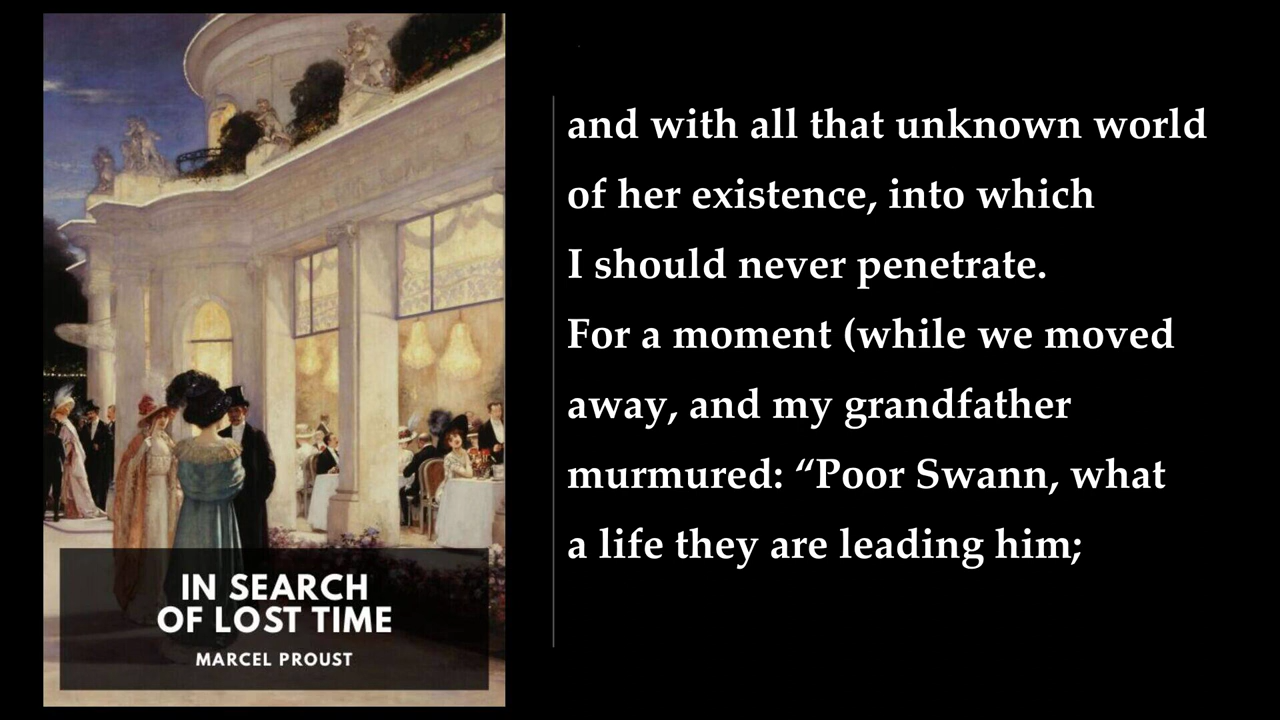 IN SEARCH
OF LOST TIME
MARCEL PROUST
and with all that unknown world
of her existence, into which
I should never penetrate.
For a moment (while we moved
away, and my grandfather
murmured: “Poor Swann, what
a life they are leading him;